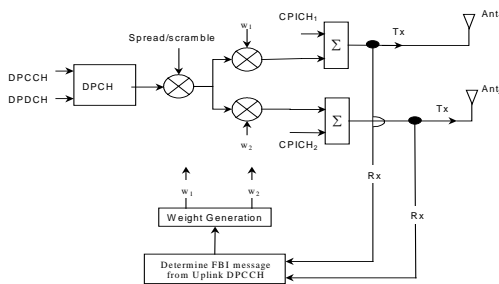 Ant
w1
CPICH1
Tx
Spread/scramble
Σ
DPCCH
DPDCH
DPCH
Ant
Tx
Σ
w2
CPICH2
Rx
w1
w2
Rx
Weight Generation
Determine FBI message
from Uplink DPCCH